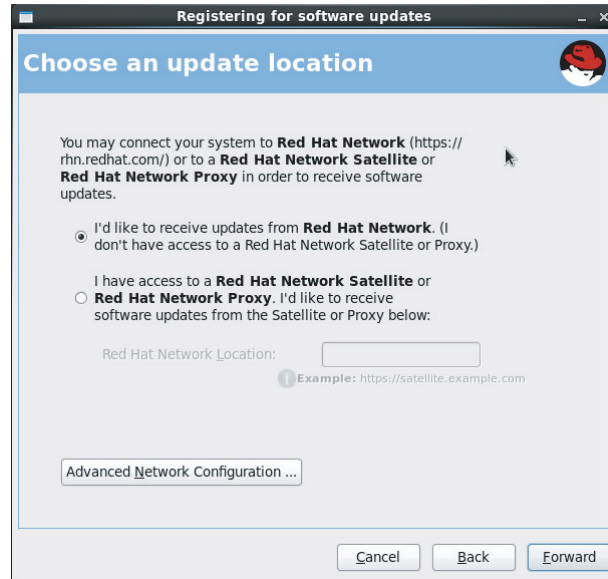 Registering for software updates
Choose an update location
You may connect your system to Red Hat Network (https://
rhn.redhat.com/) or to a Red Hat Network Satellite or
Red Hat Network Proxy in order to receive software
updates.
I'd like to receive updates from Red Hat Network. (I
don't have access to a Red Hat Network Satellite or Proxy.)
I have access to a Red Hat Network Satellite or
Red Hat Network Proxy. I'd like to receive
software updates from the Satellite or Proxy below:
Red Hat Network Location:
Example: https://satellite.example.com
Advanced Network Configuration ...
Cancel Back Forward